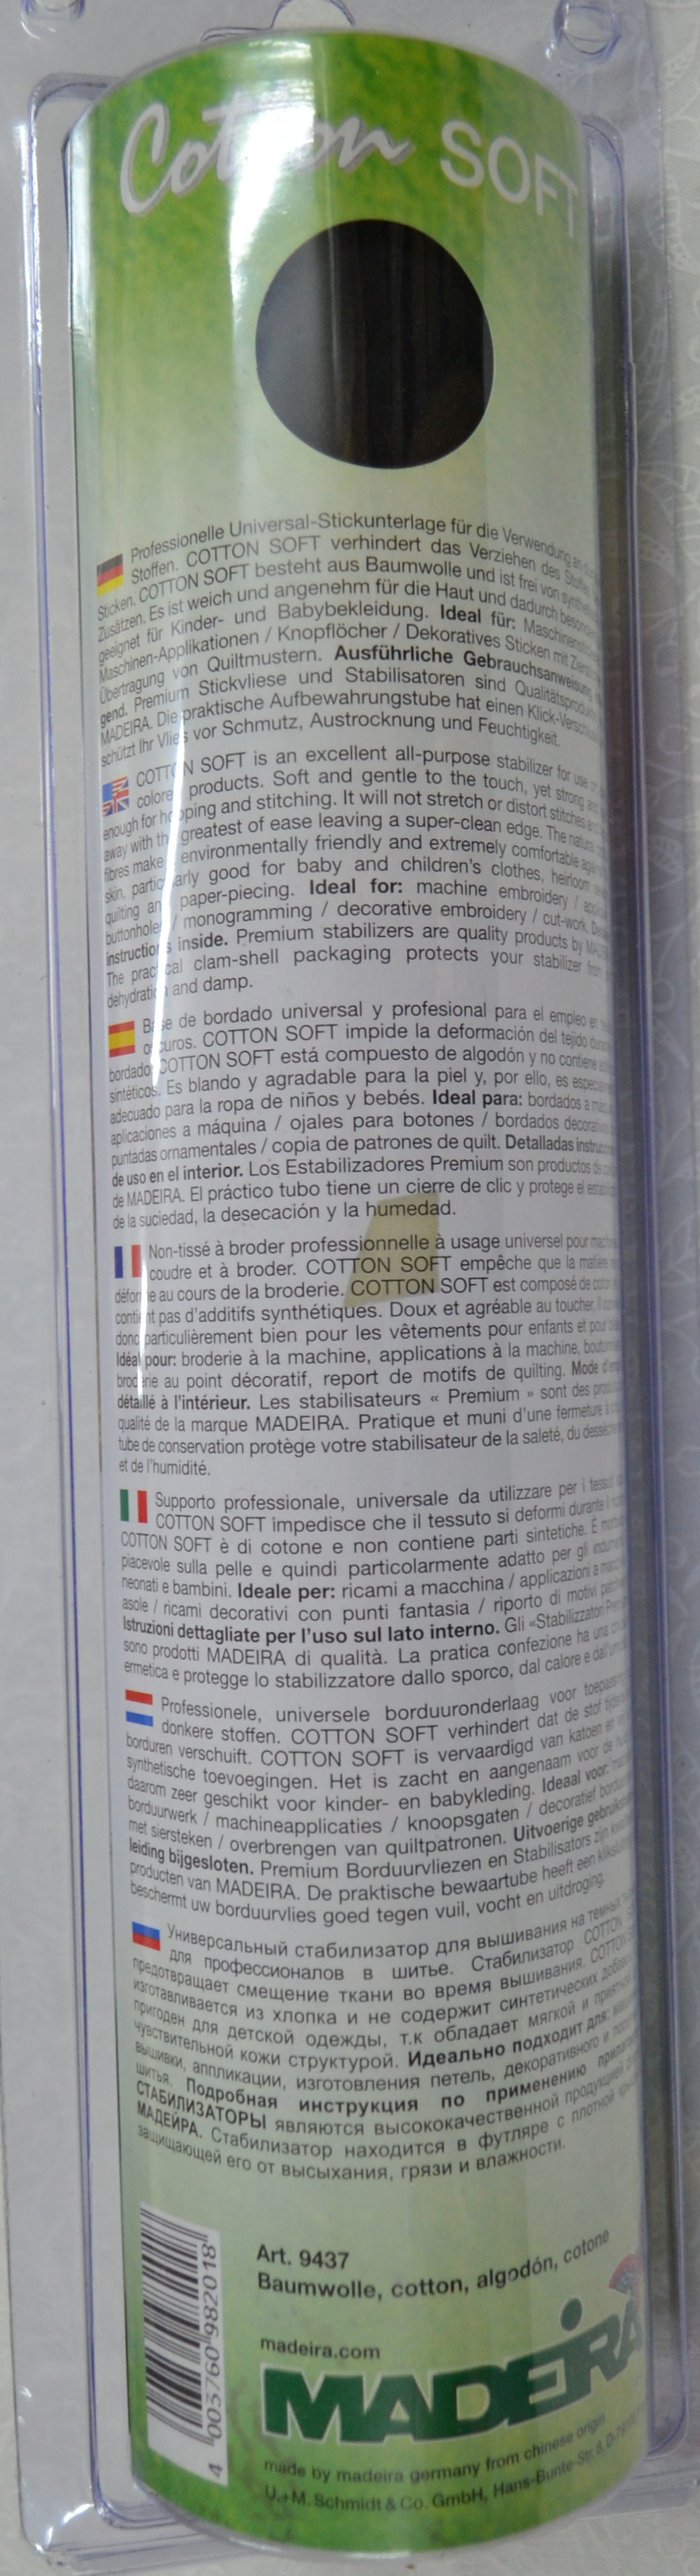 Cotton SOFT
Professionelle Universal-Stickunterlage für die Verwendung
Stoffen. COTTON SOFT verhindert das Verziehen des
Sticken. COTTON SOFT besteht aus Baumwolle und ist frei von
Zusätzen. Es ist weich und angenehm für die Haut und dadurch
geeignet für Kinder- und Babybekleidung. Ideal für:
Maschinen-Applikationen / Knopflöcher / Dekoratives Sticken mit
Übertragung von Quiltmustern. Ausführliche Gebrauchsanweisung
gend. Premium Stickvliese und Stabilisatoren sind
MADEIRA. Die praktische Aufbewahrungstube hat einen
schützt Ihr Vlies vor Schmutz, Austrocknung und Feuchtigkeit.
COTTON SOFT is an excellent all-purpose stabilizer for use
products. Soft and gentle to the touch, yet strong
enough for hooping and stitching. It will not stretch or distort stitches
away with the greatest of ease leaving a super-clean edge. The
fibres make environmentally friendly and extremely comfortable
skin, particularly good for baby and children's clothes, heirloom
quilting and paper-piecing. Ideal for: machine embroidery /
buttonholes / monogramming / decorative embroidery / cut-work.
instructions inside. Premium stabilizers are quality products by
The practical clam-shell packaging protects your stabilizer from
dehydration and damp.
Base de bordado universal y profesional para el empleo en
oscuros. COTTON SOFT impide la deformación del tejido
bordado. COTTON SOFT está compuesto de algodón y no contiene
sintéticos. Es blando y agradable para la piel y, por ello, es
adecuado para la ropa de niños y bebés. Ideal para: bordados a
aplicaciones a máquina / ojales para botones / bordados
puntadas ornamentales / copia de patrones de quilt. Detalladas
de uso en el interior. Los Estabilizadores Premium son productos
de MADEIRA. El práctico tubo tiene un cierre de clic y protege el
de la suciedad, la desecación y la humedad.
Non-tissé à broder professionnelle à usage universel pour
coudre et à broder. COTTON SOFT empêche que la matière
déforme au cours de la broderie. COTTON SOFT est composé de
contient pas d'additifs synthétiques. Doux et agréable au toucher, il
donc particulièrement bien pour les vêtements pour enfants et pour
Idéal pour: broderie à la machine, applications à la machine,
broderie au point décoratif, report de motifs de quilting. Mode
détaillé à l'intérieur. Les stabilisateurs « Premium » sont des
qualité de la marque MADEIRA. Pratique et muni d'une fermeture
tube de conservation protège votre stabilisateur de la saleté, du
et de l'humidité.
Supporto professionale, universale da utilizzare per i
COTTON SOFT impedisce che il tessuto si deformi durante il
COTTON SOFT è di cotone e non contiene parti sintetiche. È
piacevole sulla pelle e quindi particolarmente adatto per gli
neonati e bambini. Ideale per: ricami a macchina / applicazioni a
asole / ricami decorativi con punti fantasia / riporto di motivi
Istruzioni dettagliate per l'uso sul lato interno. Gli «Stabilizzatori
sono prodotti MADEIRA di qualità. La pratica confezione ha una
ermetica e protegge lo stabilizzatore dallo sporco, dal calore e
Professionele, universele borduuronderlaag voor
donkere stoffen. COTTON SOFT verhindert dat de stof
borduren verschuift. COTTON SOFT is vervaardigd van katoen en
synthetische toevoegingen. Het is zacht en aangenaam voor de
daarom zeer geschikt voor kinder- en babykleding. Ideaal voor:
borduurwerk / machineapplicaties / knoopsgaten / decoratief
met siersteken / overbrengen van quiltpatronen. Uitvoerige
leiding bijgesloten. Premium Borduurvliezen en Stabilisators zijn
producten van MADEIRA. De praktische bewaartube heeft een
beschermt uw borduurvlies goed tegen vuil, vocht en uitdroging.
Универсальный стабилизатор для вышивания на темных
для профессионалов в шитье. Стабилизатор COTTON
предотвращает смещение ткани во время вышивания. COTTON
изготавливается из хлопка и не содержит синтетических
пригоден для детской одежды, т.к обладает мягкой и
чувствительной кожи структурой. Идеально подходит для:
вышивки, аппликации, изготовления петель, декоративного и
шитья. Подробная инструкция по применению
СТАБИЛИЗАТОРЫ являются высококачественной продукцией
МАДЕЙРА. Стабилизатор находится в футляре с плотной
защищающей его от высыхания, грязи и влажности.
Art. 9437
Baumwolle, cotton, algodón, cotone
madeira.com
MADEIRA
made by madeira germany from chinese origin
U.+M. Schmidt & Co. GmbH, Hans-Bunte-Str. 8,
4 003760 982018